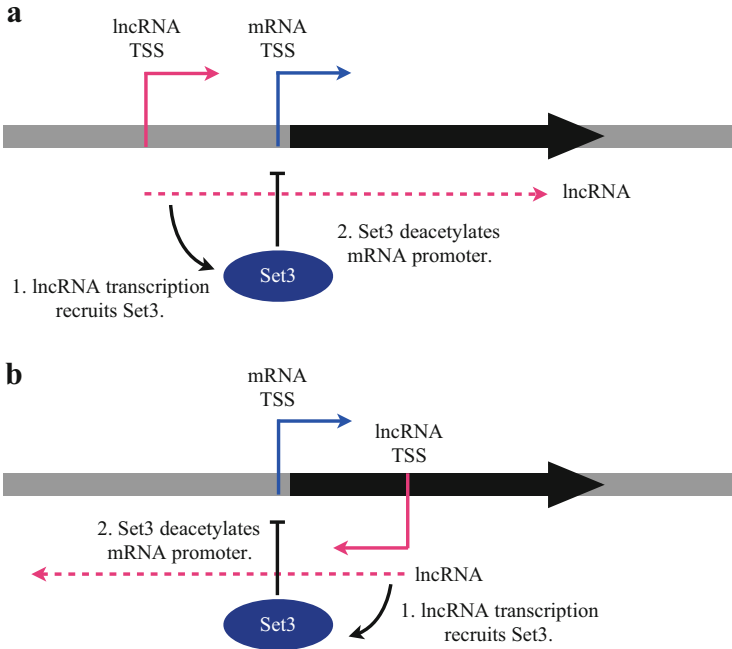 a
lncRNA
TSS
mRNA
TSS
lncRNA
2. Set3 deacetylates
mRNA promoter.
Set3
1. lncRNA transcription
recruits Set3.
b
mRNA
TSS
lncRNA
TSS
2. Set3 deacetylates
mRNA promoter.
lncRNA
1. lncRNA transcription
recruits Set3.
Set3